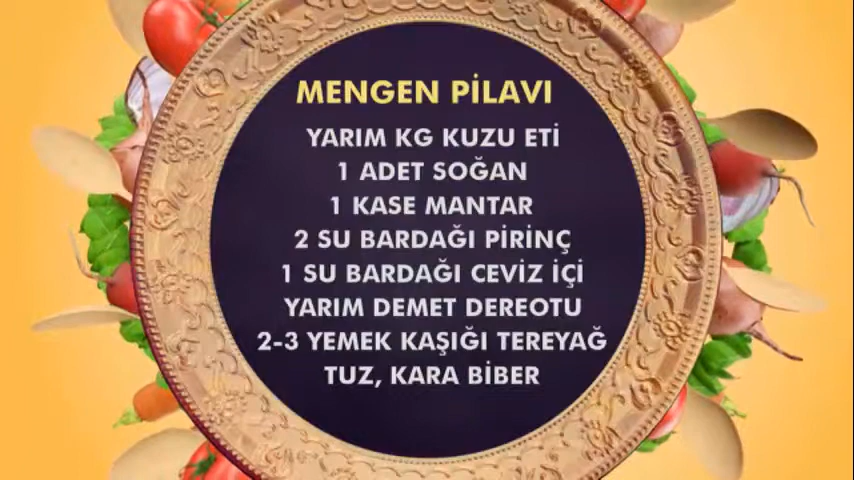 MENGEN PİLAVI
YARIM KG KUZU ETİ
1 ADET SOĞAN
1 KASE MANTAR
2 SU BARDAĞI PİRİNÇ
1 SU BARDAĞI CEVİZ İÇİ
YARIM DEMET DEREOTU
2-3 YEMEK KAŞIĞI TEREYAĞ
TUZ, KARA BİBER